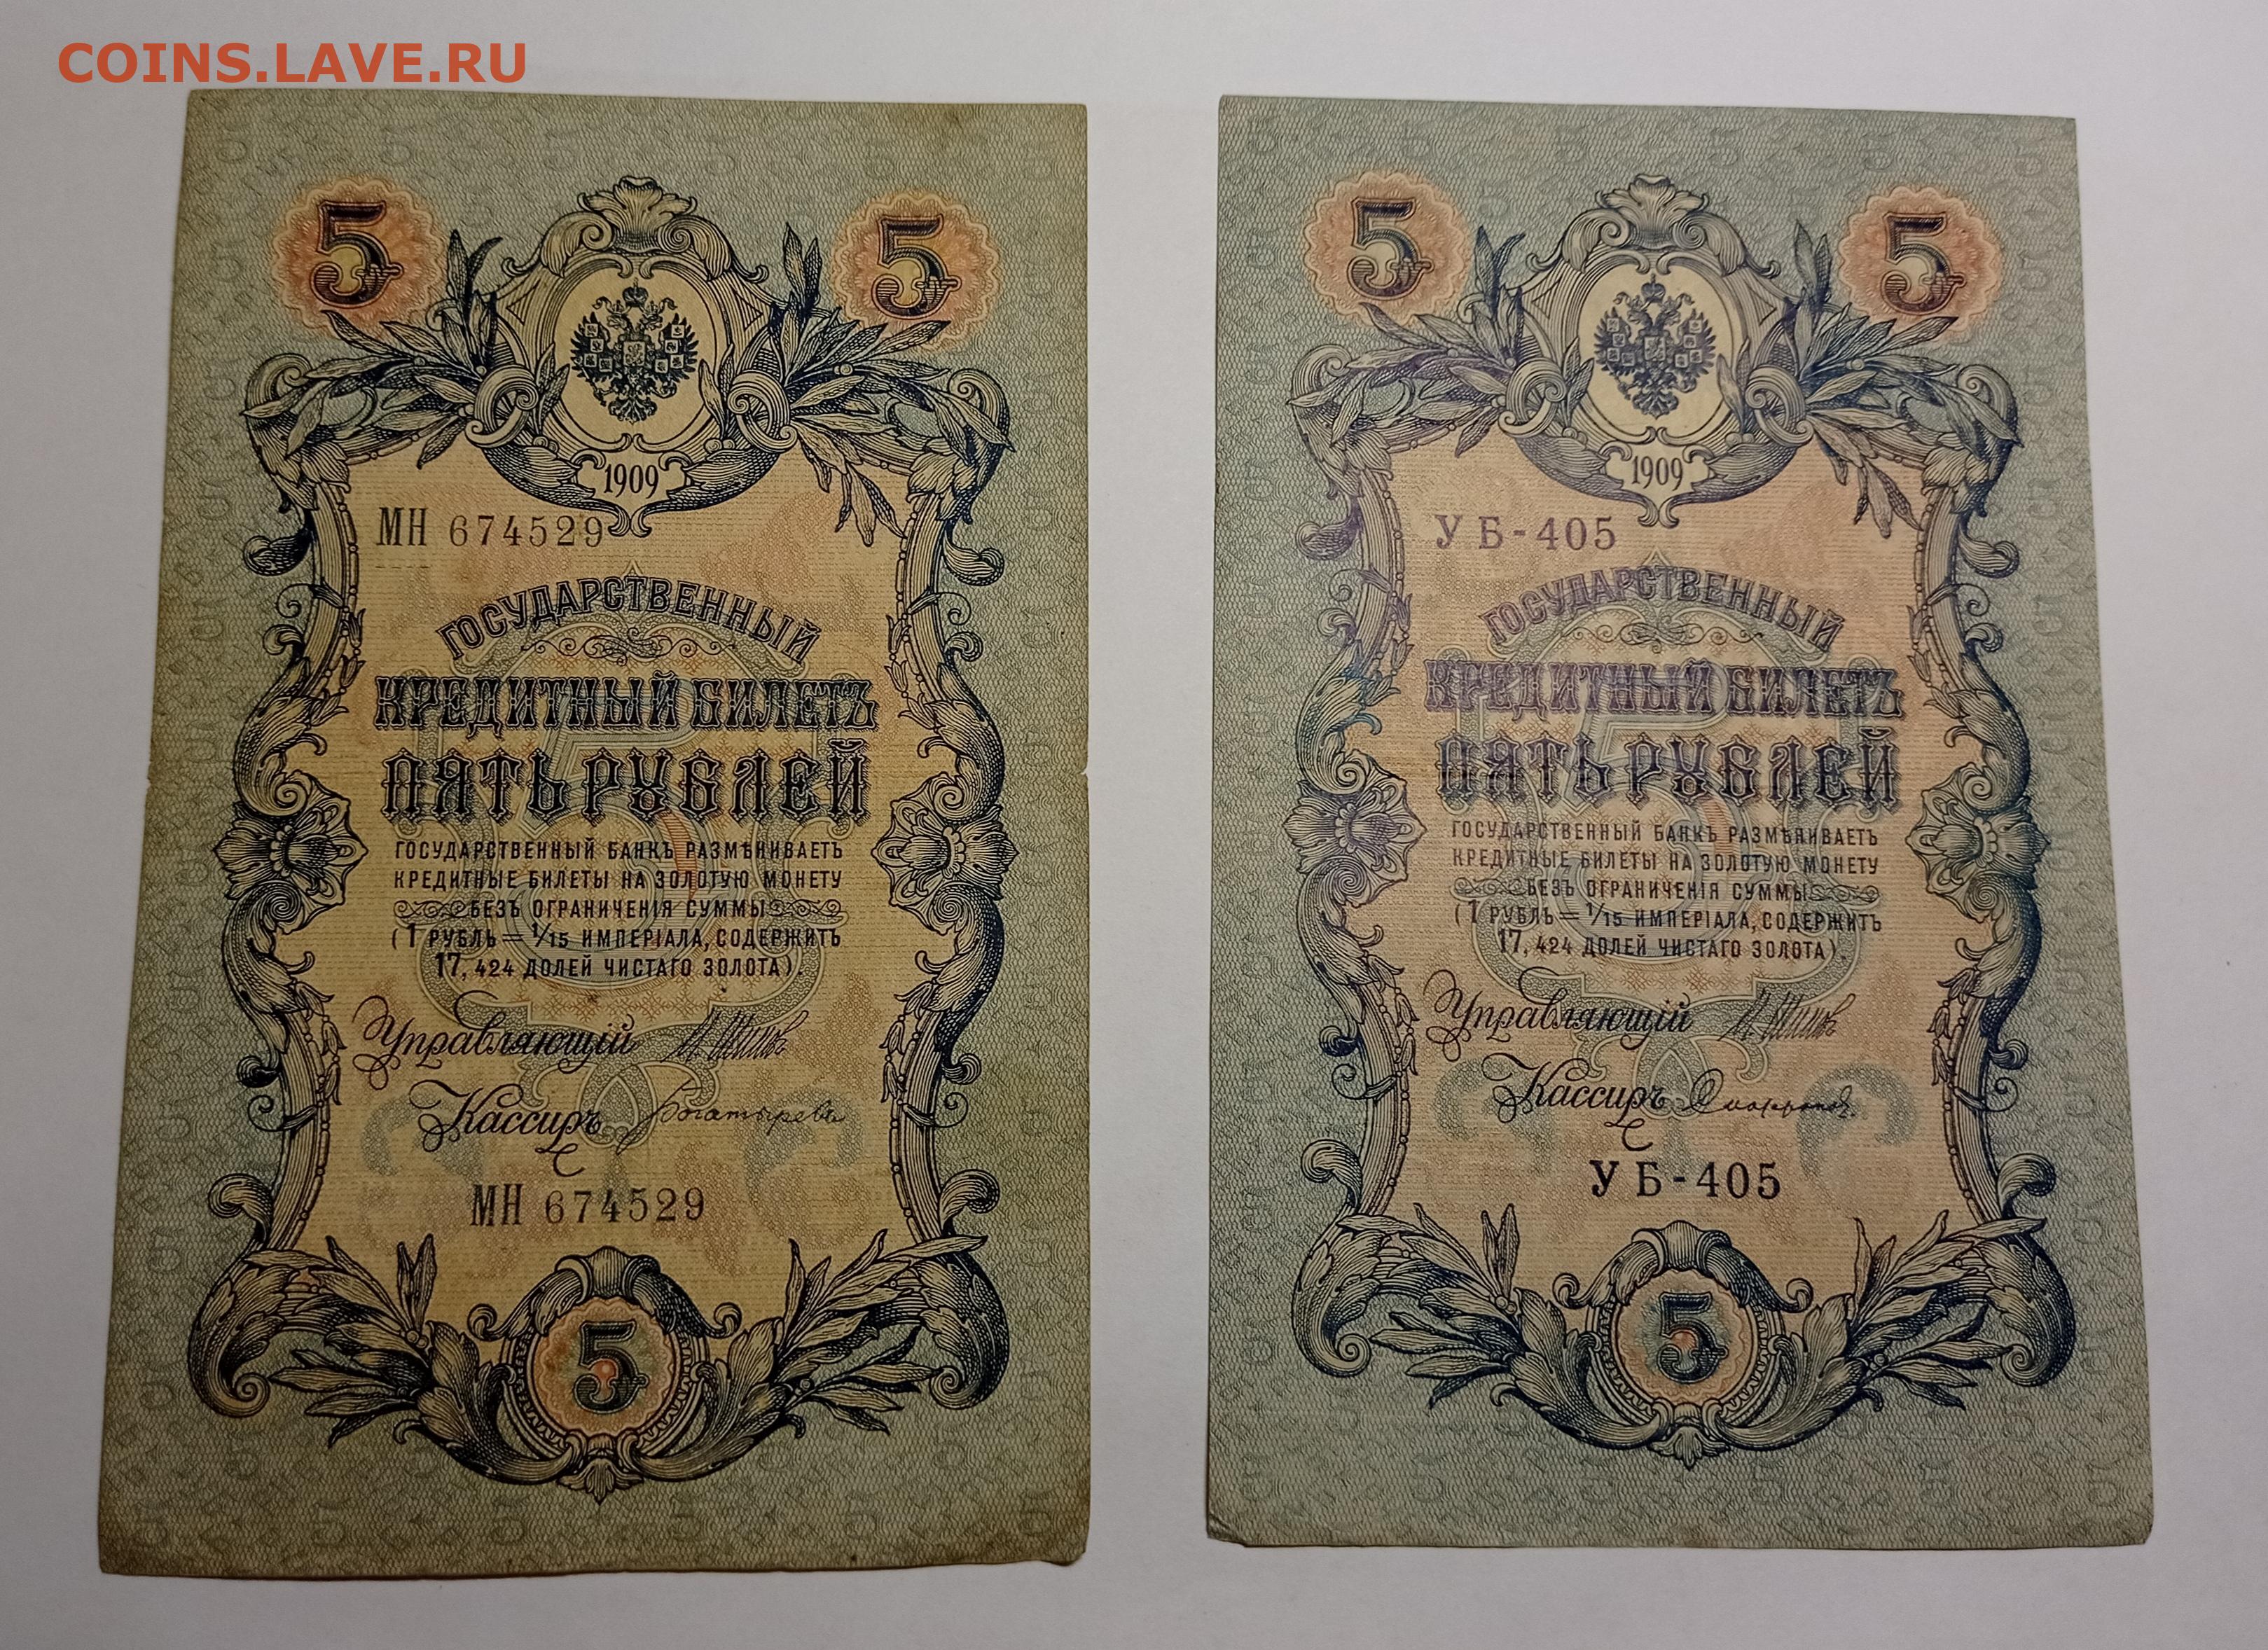 COINS.LAVE.RU
5 5
1909
МН 674529
ГОСУДАРСТВЕННЫЙ
КРЕДИТНЫЙ БИЛЕТЪ
ПЯТЬ РУБЛЕЙ
ГОСУДАРСТВЕННЫЙ БАНКЪ РАЗМѢНИВАЕТЪ
КРЕДИТНЫЕ БИЛЕТЫ НА ЗОЛОТУЮ МОНЕТУ
БЕЗЪ ОГРАНИЧЕНІЯ СУММЫ
(1 РУБЛЬ = 1/15 ИМПЕРІАЛА, СОДЕРЖИТЪ
17,424 ДОЛЕЙ ЧИСТАГО ЗОЛОТА).
Управляющій И Шипов
Кассиръ Богатыревъ
МН 674529
5
5 5
1909
УБ-405
ГОСУДАРСТВЕННЫЙ
КРЕДИТНЫЙ БИЛЕТЪ
ПЯТЬ РУБЛЕЙ
ГОСУДАРСТВЕННЫЙ БАНКЪ РАЗМѢНИВАЕТЪ
КРЕДИТНЫЕ БИЛЕТЫ НА ЗОЛОТУЮ МОНЕТУ
БЕЗЪ ОГРАНИЧЕНІЯ СУММЫ
(1 РУБЛЬ = 1/15 ИМПЕРІАЛА, СОДЕРЖИТЪ
17,424 ДОЛЕЙ ЧИСТАГО ЗОЛОТА).
Управляющій И Шипов
Кассиръ
УБ-405
5